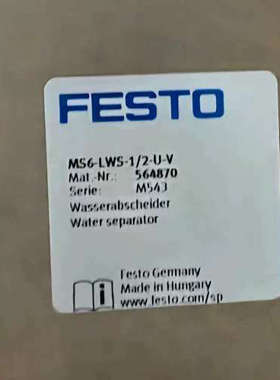 FESTO
MS6-LWS-1/2-U-V
Mat.-Nr.: 564870
Serie: M543
Wasserabscheider
Water separator
Festo Germany
Made in Hungary
www.festo.com/sp